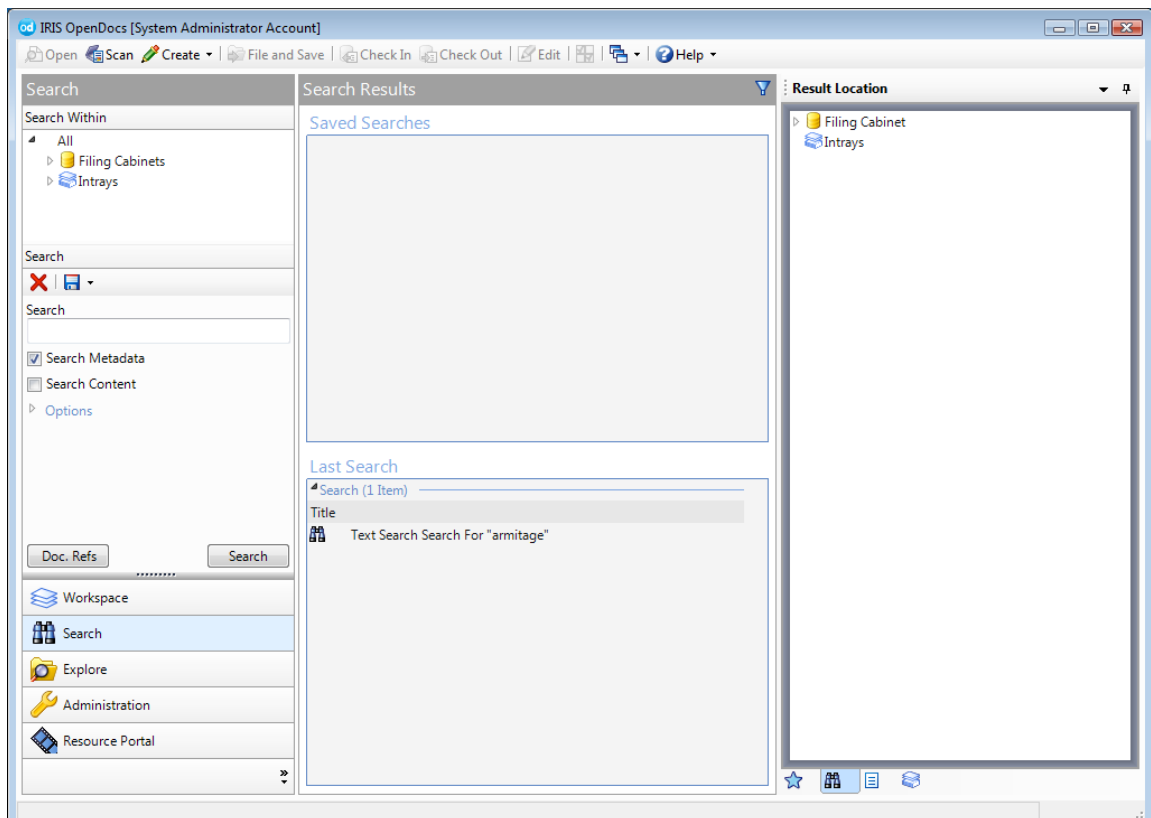 od IRIS OpenDocs [System Administrator Account]
Open Scan Create File and Save Check In Check Out Edit Help
Search
Search Within
All
Filing Cabinets
Intrays
Search
Search
Search Metadata
Search Content
Options
Doc. Refs Search
Workspace
Search
Explore
Administration
Resource Portal
Search Results
Saved Searches
Last Search
Search (1 Item)
Title
Text Search Search For "armitage"
Result Location
Filing Cabinet
Intrays